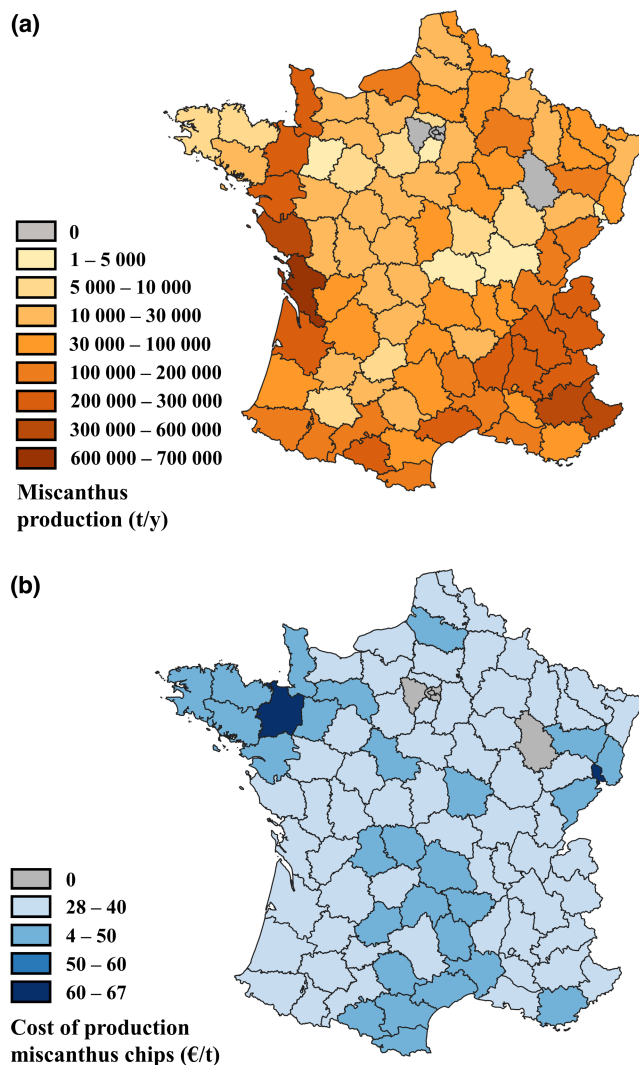 (a)
0
1 – 5 000
5 000 – 10 000
10 000 – 30 000
30 000 – 100 000
100 000 – 200 000
200 000 – 300 000
300 000 – 600 000
600 000 – 700 000
Miscanthus
production (t/y)
(b)
0
28 – 40
4 – 50
50 – 60
60 – 67
Cost of production
miscanthus chips (€/t)